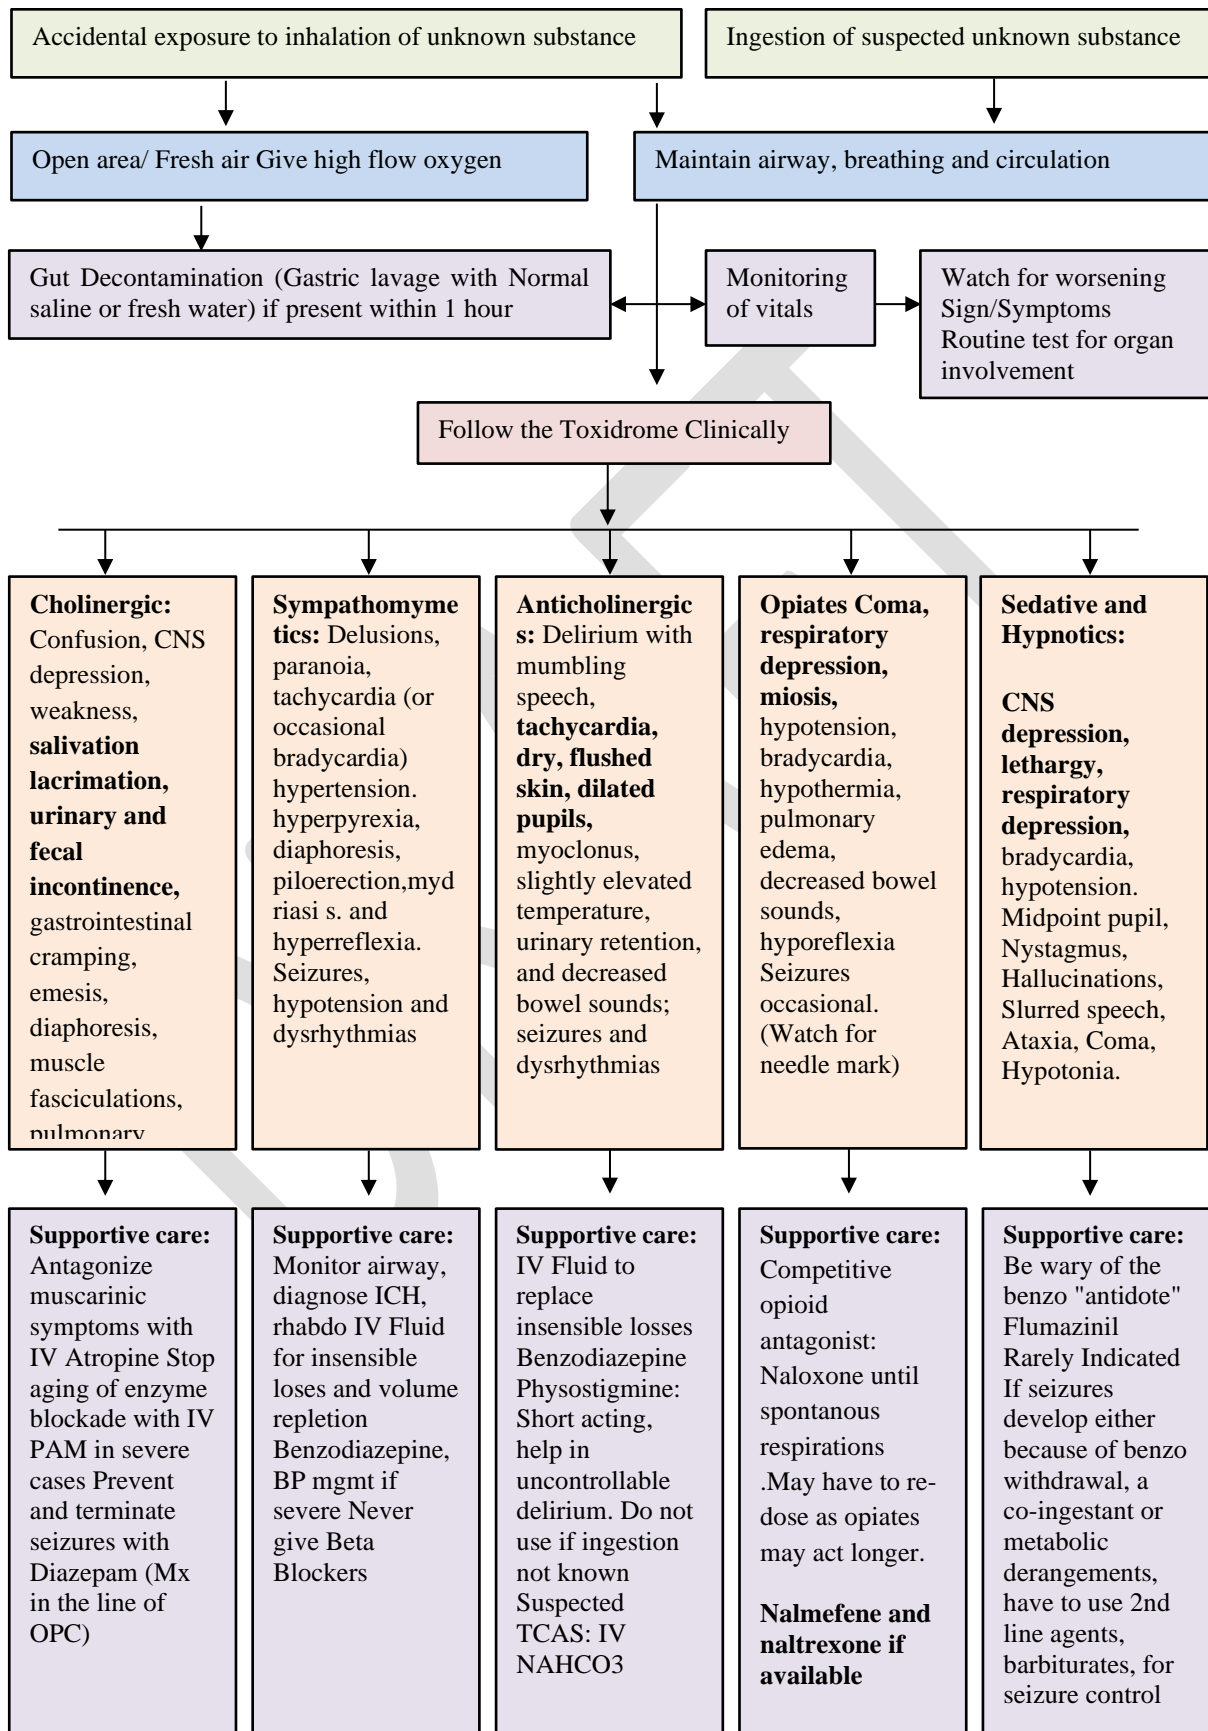 Accidental exposure to inhalation of unknown substance
Ingestion of suspected unknown substance
Open area/ Fresh air Give high flow oxygen
Maintain airway, breathing and circulation
Gut Decontamination (Gastric lavage with Normal
saline or fresh water) if present within 1 hour
Monitoring
of vitals
Watch for worsening
Sign/Symptoms
Routine test for organ
involvement
Follow the Toxidrome Clinically
Cholinergic:
Confusion, CNS
depression,
weakness,
salivation
lacrimation,
urinary and
fecal
incontinence,
gastrointestinal
cramping,
emesis,
diaphoresis,
muscle
fasciculations,
pulmonary
Sympathomyme
tics: Delusions,
paranoia,
tachycardia (or
occasional
bradycardia)
hypertension.
hyperpyrexia,
diaphoresis,
piloerection,myd
riasi s. and
hyperreflexia.
Seizures,
hypotension and
dysrhythmias
Anticholinergic
s: Delirium with
mumbling
speech,
tachycardia,
dry, flushed
skin, dilated
pupils,
myoclonus,
slightly elevated
temperature,
urinary retention,
and decreased
bowel sounds;
seizures and
dysrhythmias
Opiates Coma,
respiratory
depression,
miosis,
hypotension,
bradycardia,
hypothermia,
pulmonary
edema,
decreased bowel
sounds,
hyporeflexia
Seizures
occasional.
(Watch for
needle mark)
Sedative and
Hypnotics:
CNS
depression,
lethargy,
respiratory
depression,
bradycardia,
hypotension.
Midpoint pupil,
Nystagmus,
Hallucinations,
Slurred speech,
Ataxia, Coma,
Hypotonia.
Supportive care:
Antagonize
muscarinic
symptoms with
IV Atropine Stop
aging of enzyme
blockade with IV
PAM in severe
cases Prevent
and terminate
seizures with
Diazepam (Mx
in the line of
OPC)
Supportive care:
Monitor airway,
diagnose ICH,
rhabdo IV Fluid
for insensible
loses and volume
repletion
Benzodiazepine,
BP mgmt if
severe Never
give Beta
Blockers
Supportive care:
IV Fluid to
replace
insensible losses
Benzodiazepine
Physostigmine:
Short acting,
help in
uncontrollable
delirium. Do not
use if ingestion
not known
Suspected
TCAS: IV
NAHCO3
Supportive care:
Competitive
opioid
antagonist:
Naloxone until
spontanous
respirations
.May have to re-
dose as opiates
may act longer.
Nalmefene and
naltrexone if
available
Supportive care:
Be wary of the
benzo "antidote"
Flumazinil
Rarely Indicated
If seizures
develop either
because of benzo
withdrawal, a
co-ingestant or
metabolic
derangements,
have to use 2nd
line agents,
barbiturates, for
seizure control